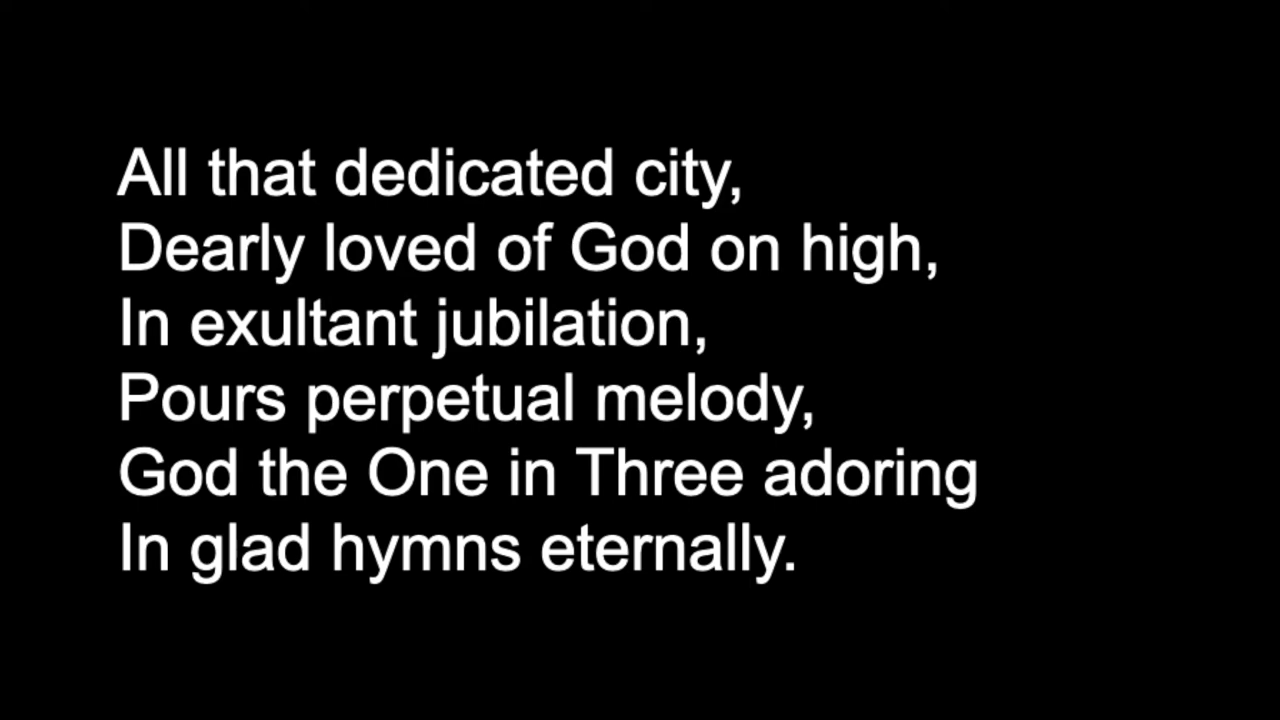 All that dedicated city,
Dearly loved of God on high,
In exultant jubilation,
Pours perpetual melody,
God the One in Three adoring
In glad hymns eternally.